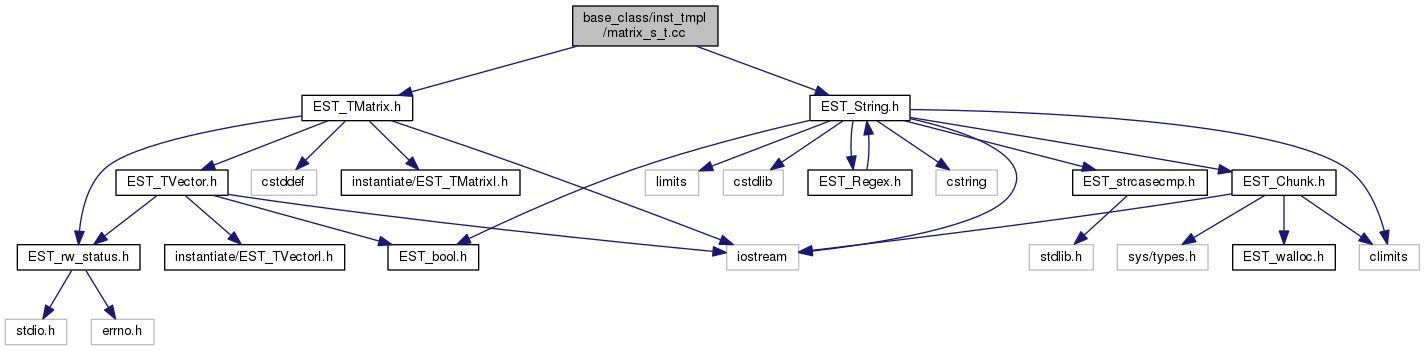 base_class/inst_tmpl
/matrix_s_t.cc
EST_TMatrix.h
EST_String.h
EST_TVector.h
cstddef
instantiate/EST_TMatrixI.h
limits
cstdlib
EST_Regex.h
cstring
EST_strcasecmp.h
EST_Chunk.h
EST_rw_status.h
instantiate/EST_TVectorI.h
EST_bool.h
iostream
stdlib.h
sys/types.h
EST_walloc.h
climits
stdio.h
errno.h